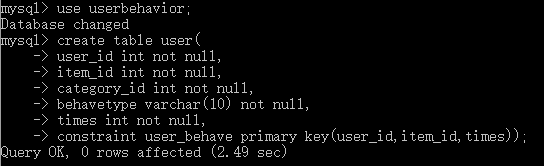 mysql> use userbehavior;
Database changed
mysql> create table user(
    -> user_id int not null,
    -> item_id int not null,
    -> category_id int not null,
    -> behavetype varchar(10) not null,
    -> times int not null,
    -> constraint user_behave primary key(user_id,item_id,times));
Query OK, 0 rows affected (2.49 sec)